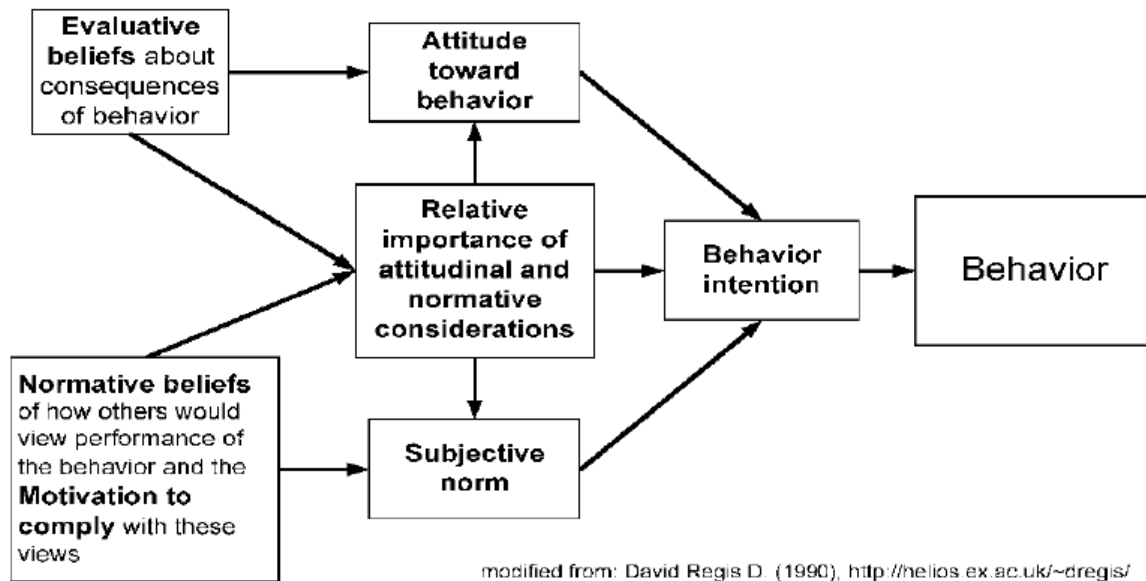 Evaluative
beliefs about
consequences
of behavior
Attitude
toward
behavior
Relative
importance of
attitudinal and
normative
considerations
Behavior
intention
Behavior
Normative beliefs
of how others would
view performance of
the behavior and the
Motivation to
comply with these
views
Subjective
norm
modified from: David Regis D. (1990), http://helios.ex.ac.uk/~dregis/